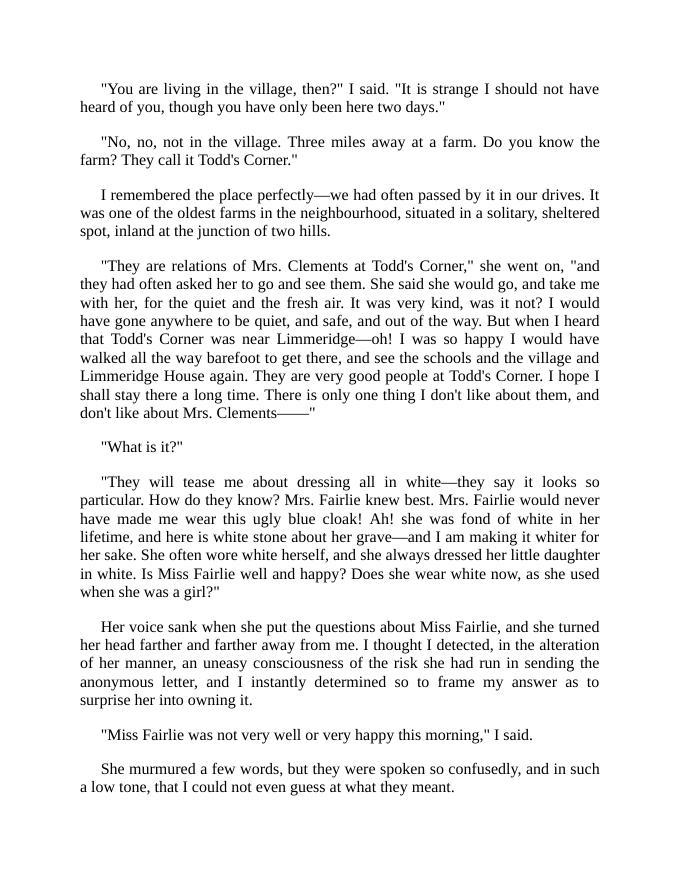 "You are living in the village, then?" I said. "It is strange I should not have
heard of you, though you have only been here two days."
"No, no, not in the village. Three miles away at a farm. Do you know the
farm? They call it Todd's Corner."
I remembered the place perfectly—we had often passed by it in our drives. It
was one of the oldest farms in the neighbourhood, situated in a solitary, sheltered
spot, inland at the junction of two hills.
"They are relations of Mrs. Clements at Todd's Corner," she went on, "and
they had often asked her to go and see them. She said she would go, and take me
with her, for the quiet and the fresh air. It was very kind, was it not? I would
have gone anywhere to be quiet, and safe, and out of the way. But when I heard
that Todd's Corner was near Limmeridge—oh! I was so happy I would have
walked all the way barefoot to get there, and see the schools and the village and
Limmeridge House again. They are very good people at Todd's Corner. I hope I
shall stay there a long time. There is only one thing I don't like about them, and
don't like about Mrs. Clements——"
"What is it?"
"They will tease me about dressing all in white—they say it looks so
particular. How do they know? Mrs. Fairlie knew best. Mrs. Fairlie would never
have made me wear this ugly blue cloak! Ah! she was fond of white in her
lifetime, and here is white stone about her grave—and I am making it whiter for
her sake. She often wore white herself, and she always dressed her little daughter
in white. Is Miss Fairlie well and happy? Does she wear white now, as she used
when she was a girl?"
Her voice sank when she put the questions about Miss Fairlie, and she turned
her head farther and farther away from me. I thought I detected, in the alteration
of her manner, an uneasy consciousness of the risk she had run in sending the
anonymous letter, and I instantly determined so to frame my answer as to
surprise her into owning it.
"Miss Fairlie was not very well or very happy this morning," I said.
She murmured a few words, but they were spoken so confusedly, and in such
a low tone, that I could not even guess at what they meant.